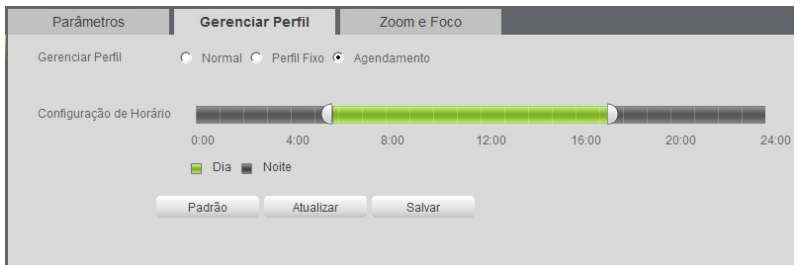 Parâmetros Gerenciar Perfil Zoom e Foco
Gerenciar Perfil Normal Perfil Fixo Agendamento
Configuração de Horário
0:00 4:00 8:00 12:00 16:00 20:00 24:00
Dia Noite
Padrão Atualizar Salvar